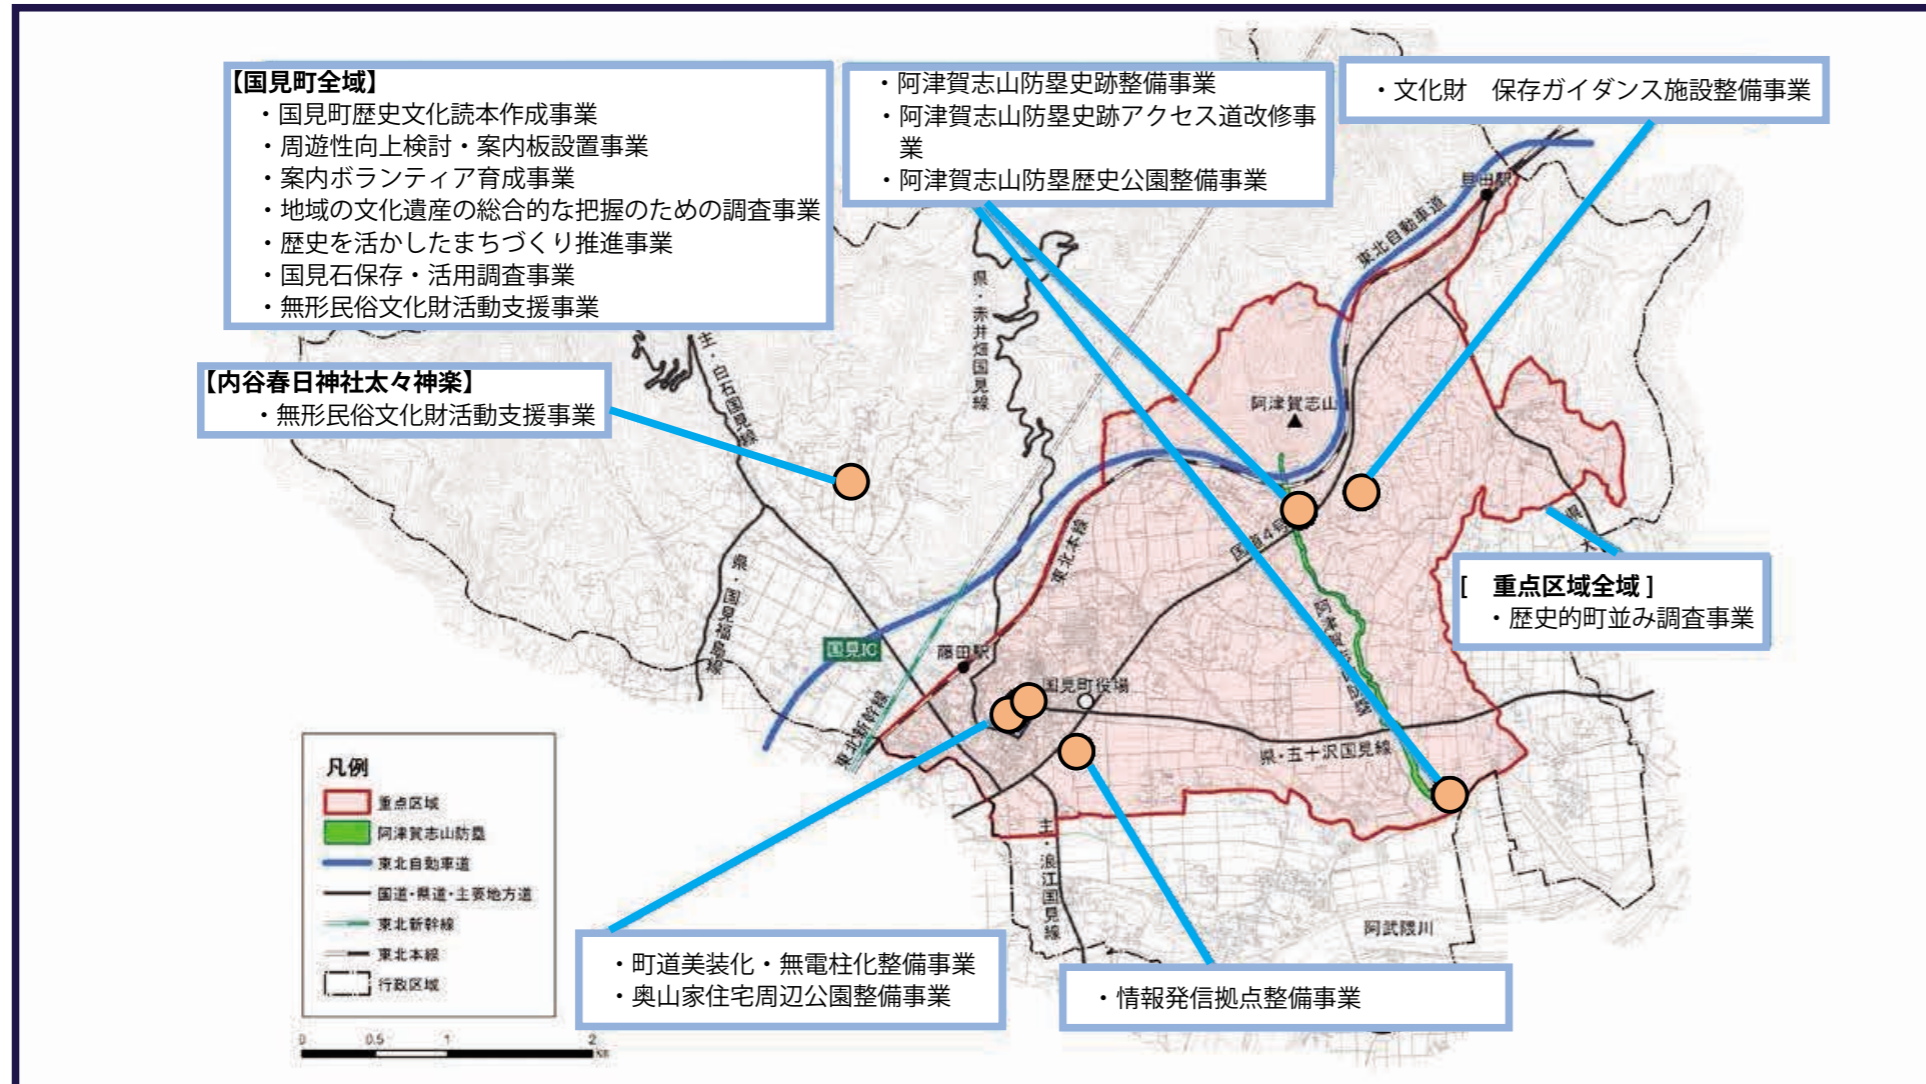 【国見町全域】
・国見町歴史文化読本作成事業
・周遊性向上検討・案内板設置事業
・案内ボランティア育成事業
・地域の文化遺産の総合的な把握のための調査事業
・歴史を活かしたまちづくり推進事業
・国見石保存・活用調査事業
・無形民俗文化財活動支援事業
・阿津賀志山防塁史跡整備事業
・阿津賀志山防塁史跡アクセス道改修事
業
・阿津賀志山防塁歴史公園整備事業
・文化財　保存ガイダンス施設整備事業
【内谷春日神社太々神楽】
・無形民俗文化財活動支援事業
[　重点区域全域 ]
・歴史的町並み調査事業
・町道美装化・無電柱化整備事業
・奥山家住宅周辺公園整備事業
・情報発信拠点整備事業
貝田駅
東北自動車道
県・赤井畑国見線
主・白石国見線
阿津賀志山
東北本線
国道4号
県・国見福島線
国見IC
藤田駅
国見町役場
東北新幹線
県・五十沢国見線
主・浪江国見線
阿武隈川
凡例
重点区域
阿津賀志山防塁
東北自動車道
国道・県道・主要地方道
東北新幹線
東北本線
行政区域
0 0.5 1 2